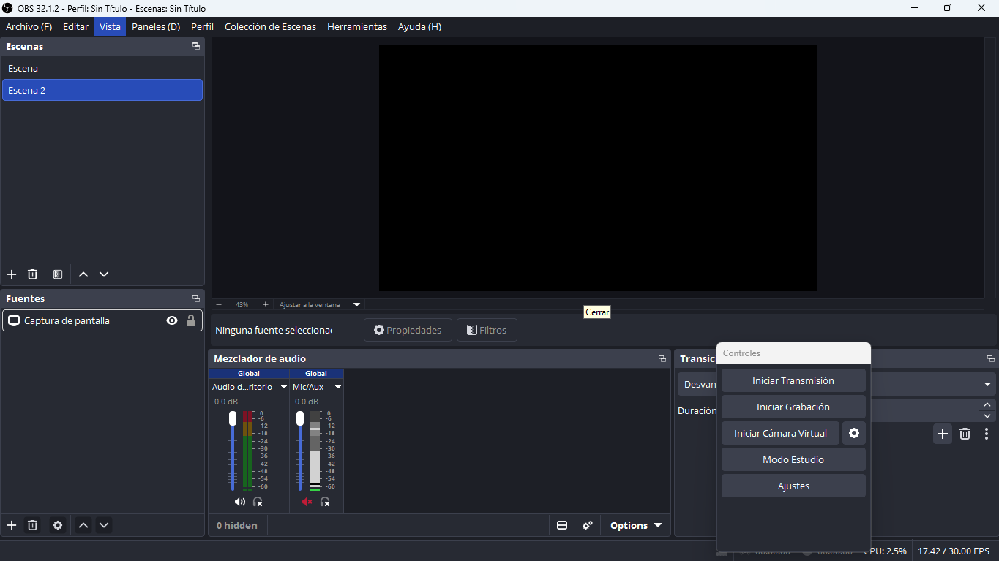 OBS 32.1.2 - Perfil: Sin Título - Escenas: Sin Título
Archivo (F) Editar Vista Paneles (D) Perfil Colección de Escenas Herramientas Ayuda (H)
Escenas
Escena
Escena 2
Fuentes
Captura de pantalla
43% Ajustar a la ventana
Cerrar
Ninguna fuente seleccionac Propiedades Filtros
Mezclador de audio
Global Global
Audio d...ritorio Mic/Aux
0.0 dB 0.0 dB
0 0
-6 -6
-12 -12
-18 -18
-24 -24
-30 -30
-36 -36
-42 -42
-48 -48
-54 -54
-60 -60
0 hidden Options
Transici
Desvan
Duración
Controles
Iniciar Transmisión
Iniciar Grabación
Iniciar Cámara Virtual
Modo Estudio
Ajustes
CPU: 2.5% 17.42 / 30.00 FPS